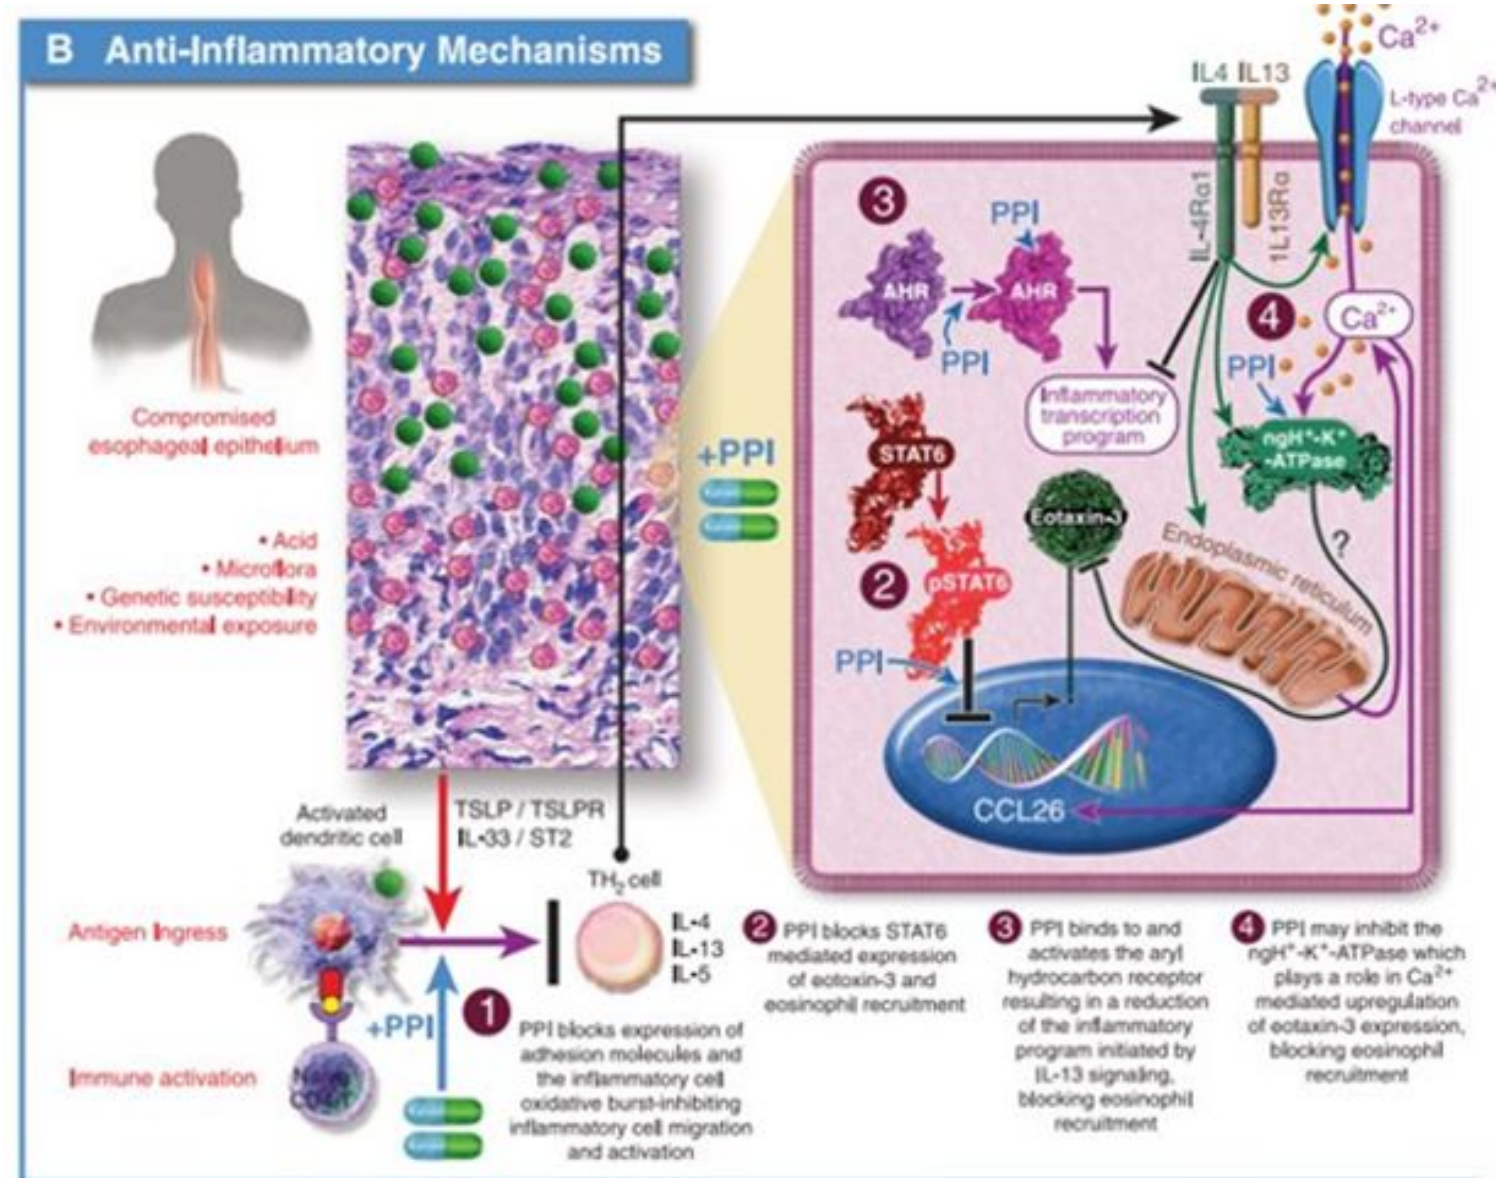 B Anti-Inflammatory Mechanisms
Compromised
esophageal epithelium
• Acid
• Microflora
• Genetic susceptibility
• Environmental exposure
+PPI
IL4 IL13
Ca²⁺
L-type Ca²⁺
channel
IL-4Rα1
1L13Rα
3
PPI
AHR
AHR
PPI
Inflammatory
transcription
program
4
Ca²⁺
PPI
ngH⁺-K⁺
-ATPase
?
STAT6
Eotaxin-3
Endoplasmic reticulum
2
pSTAT6
PPI
CCL26
Activated
dendritic cell
TSLP / TSLPR
IL-33 / ST2
TH₂ cell
Antigen Ingress
IL-4
IL-13
IL-5
Immune activation
+PPI
1 PPI blocks expression of
adhesion molecules and
the inflammatory cell
oxidative burst-inhibiting
inflammatory cell migration
and activation
2 PPI blocks STAT6
mediated expression
of eotoxin-3 and
eosinophil recruitment
3 PPI binds to and
activates the aryl
hydrocarbon receptor
resulting in a reduction
of the inflammatory
program initiated by
IL-13 signaling,
blocking eosinophil
recruitment
4 PPI may inhibit the
ngH⁺-K⁺-ATPase which
plays a role in Ca²⁺
mediated upregulation
of eotaxin-3 expression,
blocking eosinophil
recruitment